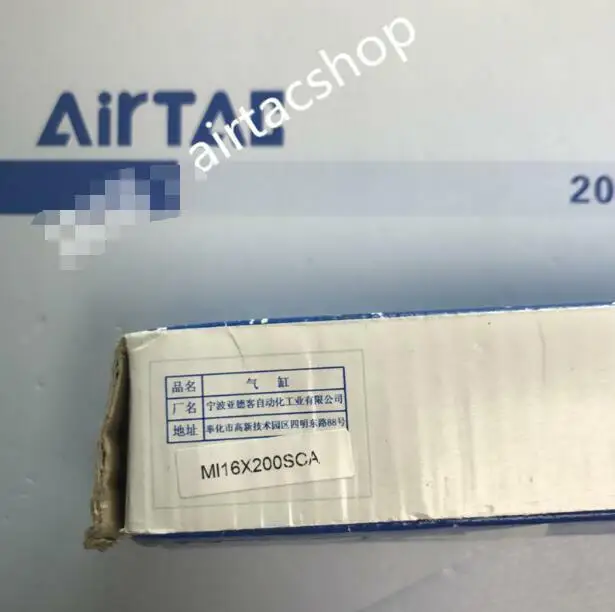 AirTAC
airtacshop
20
品名 气缸
厂名 宁波亚德客自动化工业有限公司
地址 奉化市高新技术园区四明东路88号
MI16X200SCA